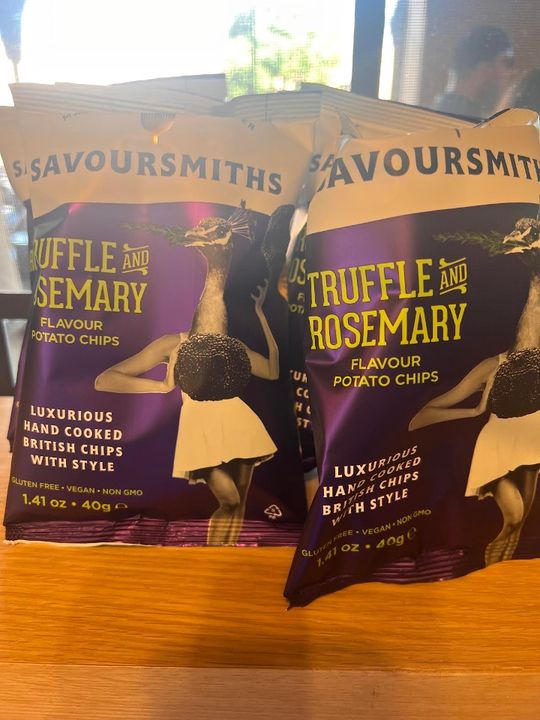 SAVOURSMITHS
TRUFFLE AND
ROSEMARY
FLAVOUR
POTATO CHIPS
LUXURIOUS
HAND COOKED
BRITISH CHIPS
WITH STYLE
GLUTEN FREE • VEGAN • NON GMO
1.41 oz • 40g ℮
SAVOURSMITH
TRUFFLE AND
ROSEMARY
FLAVOUR
POTATO CHIPS
LUXURIOUS
HAND COOKED
BRITISH CHIPS
WITH STYLE
GLUTEN FREE • VEGAN • NON GMO
1.41 oz • 40g ℮